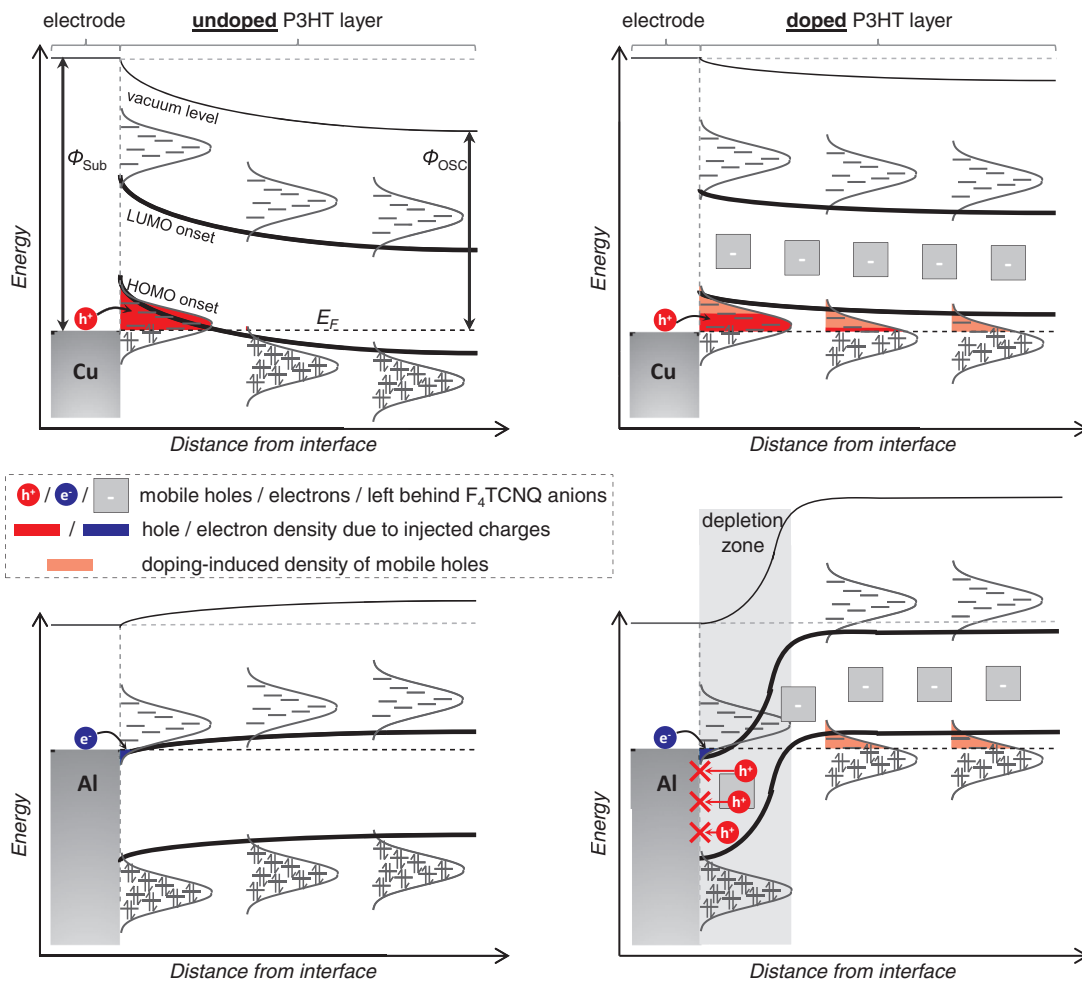 electrode
undoped P3HT layer
electrode
doped P3HT layer
Energy
Φ_Sub
vacuum level
LUMO onset
HOMO onset
Φ_OSC
E_F
h⁺
Cu
Distance from interface
Energy
-
-
-
-
-
h⁺
Cu
Distance from interface
h⁺ / e⁻ / - mobile holes / electrons / left behind F₄TCNQ anions
/ hole / electron density due to injected charges
doping-induced density of mobile holes
Energy
e⁻
Al
Distance from interface
depletion
zone
Energy
-
-
-
-
e⁻
Al
h⁺
h⁺
h⁺
Distance from interface